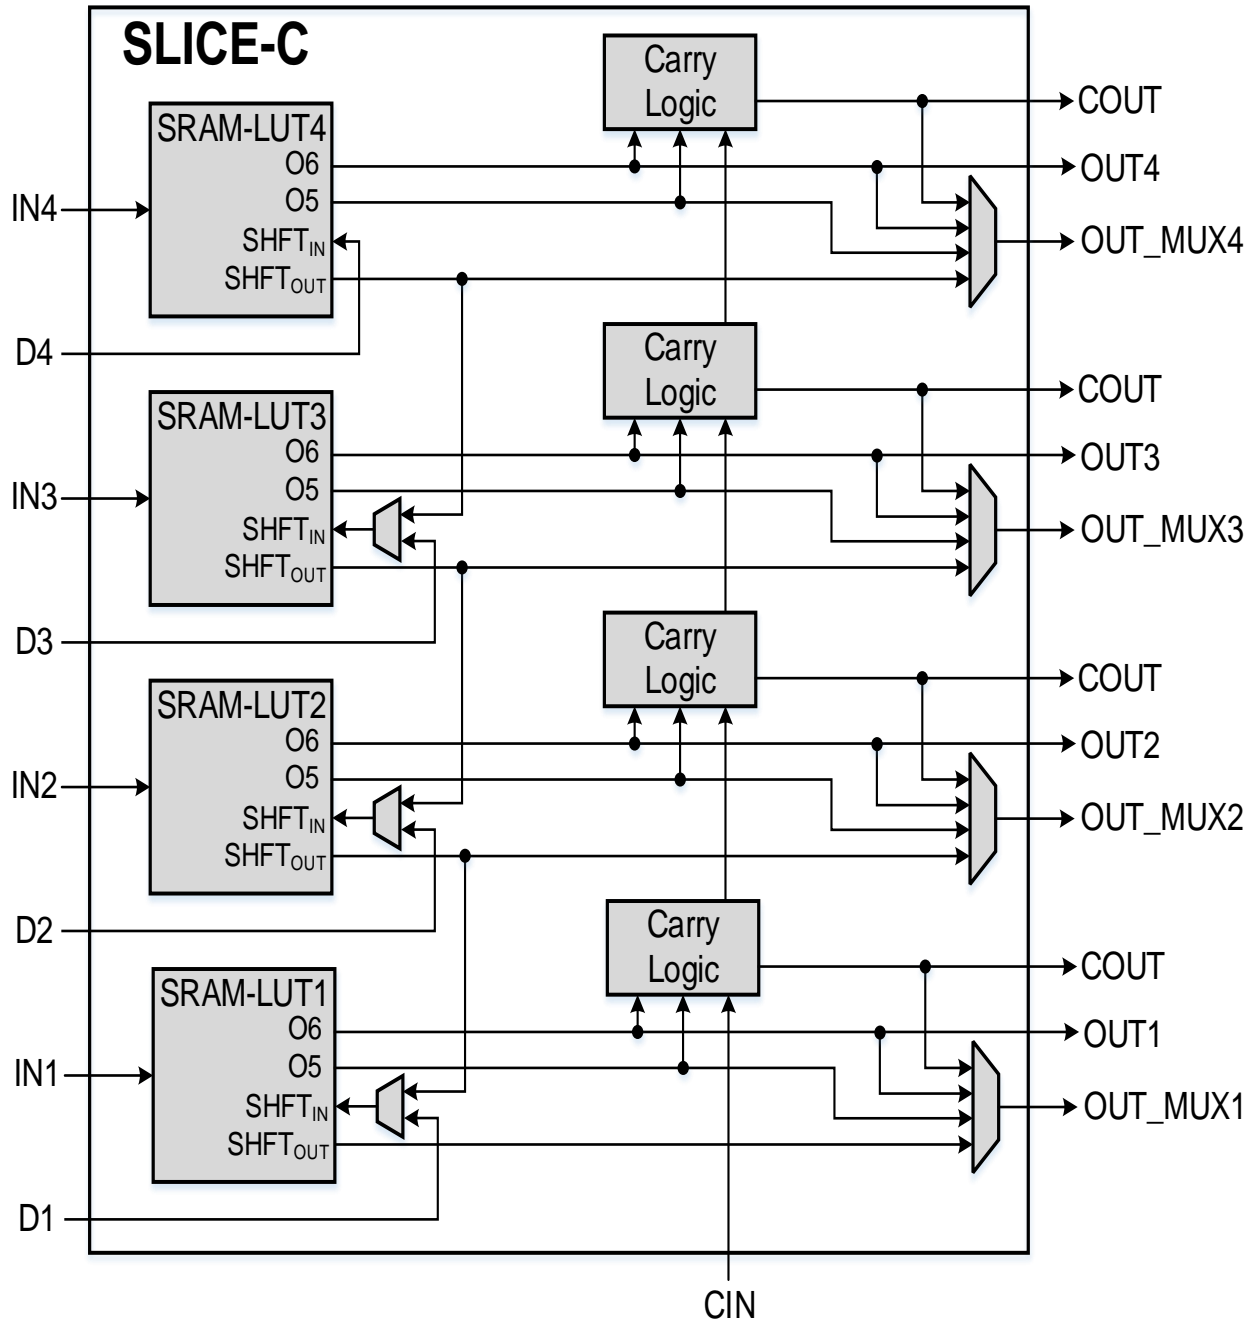 SLICE-C
Carry
Logic
COUT
SRAM-LUT4
O6
OUT4
IN4
O5
SHFTIN
OUT_MUX4
SHFTOUT
D4
Carry
Logic
COUT
SRAM-LUT3
O6
OUT3
IN3
O5
SHFTIN
OUT_MUX3
SHFTOUT
D3
Carry
Logic
COUT
SRAM-LUT2
O6
OUT2
IN2
O5
SHFTIN
OUT_MUX2
SHFTOUT
D2
Carry
Logic
COUT
SRAM-LUT1
O6
OUT1
IN1
O5
SHFTIN
OUT_MUX1
SHFTOUT
D1
CIN